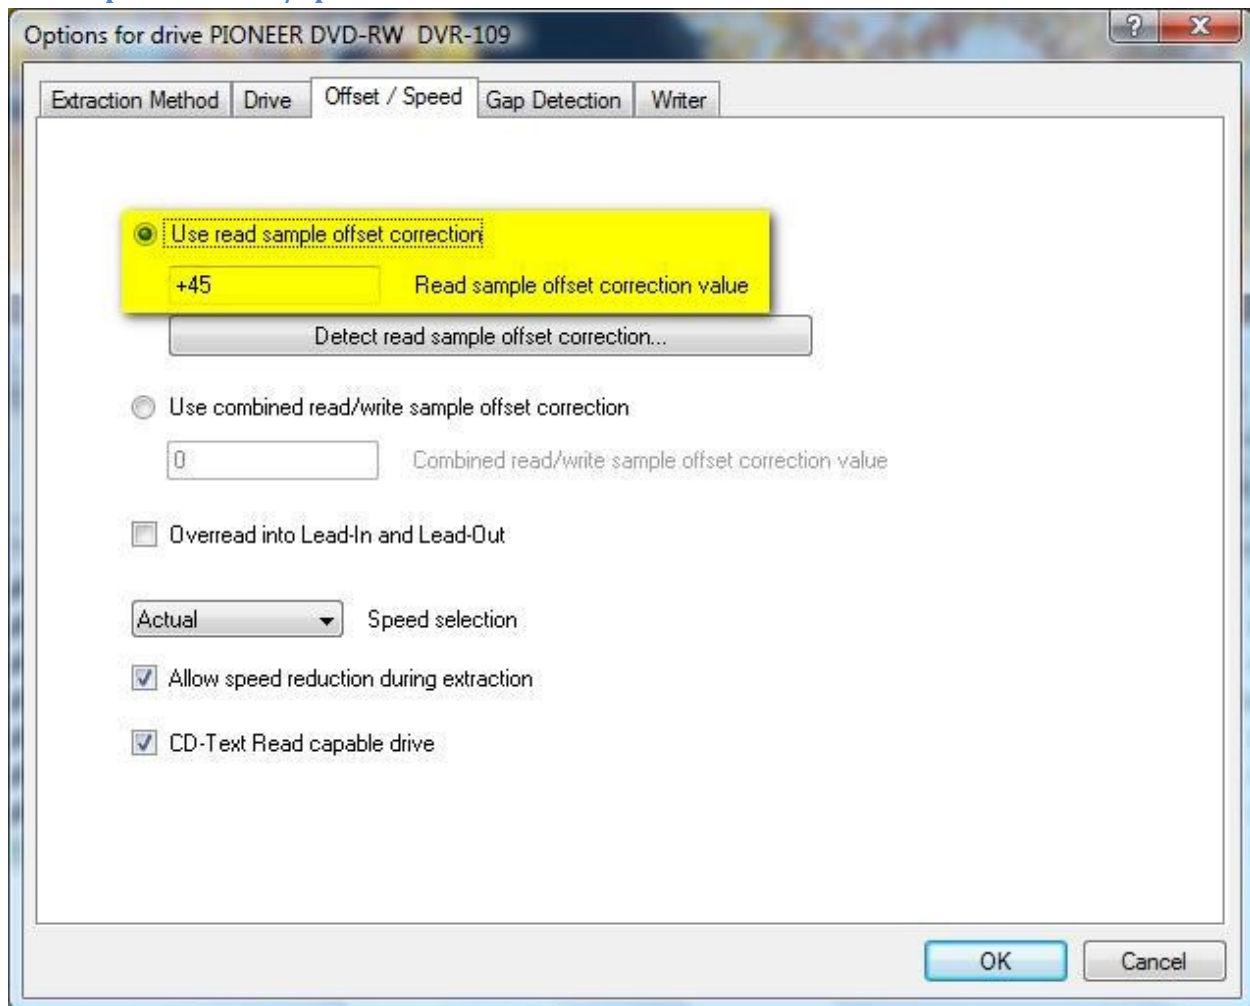 Options for drive PIONEER DVD-RW DVR-109
?
X
Extraction Method Drive Offset / Speed Gap Detection Writer
Use read sample offset correction
+45 Read sample offset correction value
Detect read sample offset correction...
Use combined read/write sample offset correction
0 Combined read/write sample offset correction value
Overread into Lead-In and Lead-Out
Actual Speed selection
Allow speed reduction during extraction
CD-Text Read capable drive
OK Cancel